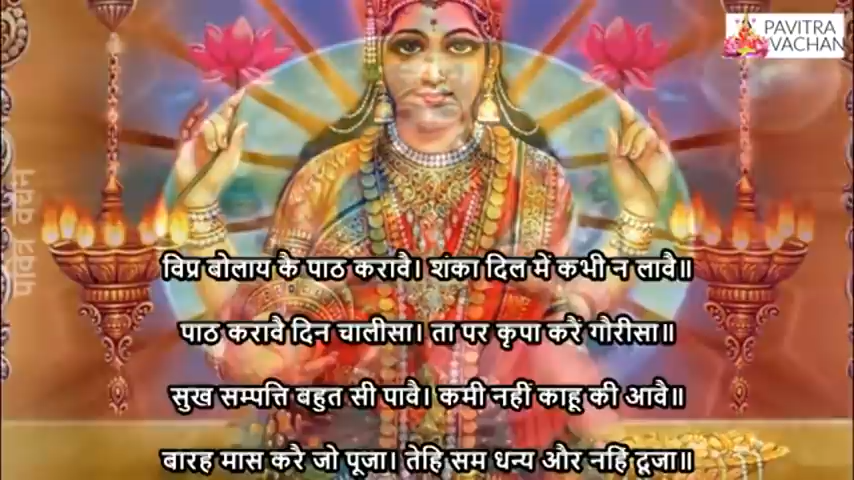 PAVITRA
VACHAN
पवित्र वचन
विप्र बोलाय कै पाठ करावै। शंका दिल में कभी न लावै॥
पाठ करावै दिन चालीसा। ता पर कृपा करैं गौरीसा॥
सुख सम्पत्ति बहुत सी पावै। कमी नहीं काहू की आवै॥
बारह मास करै जो पूजा। तेहि सम धन्य और नहिं दूजा॥